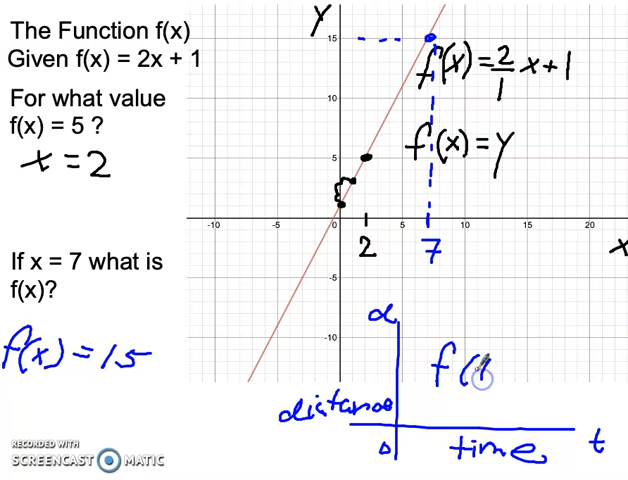 The Function f(x)
Given f(x) = 2x + 1
For what value
f(x) = 5 ?
x = 2
If x = 7 what is
f(x)?
f(x) = 15
Y
15
10
5
-10
-5
0
5
10
15
20
x
2
7
-5
-10
f(x) = 2/1 x + 1
f(x) = y
d
distance
0
time
t
f(
RECORDED WITH
SCREENCAST MATIC